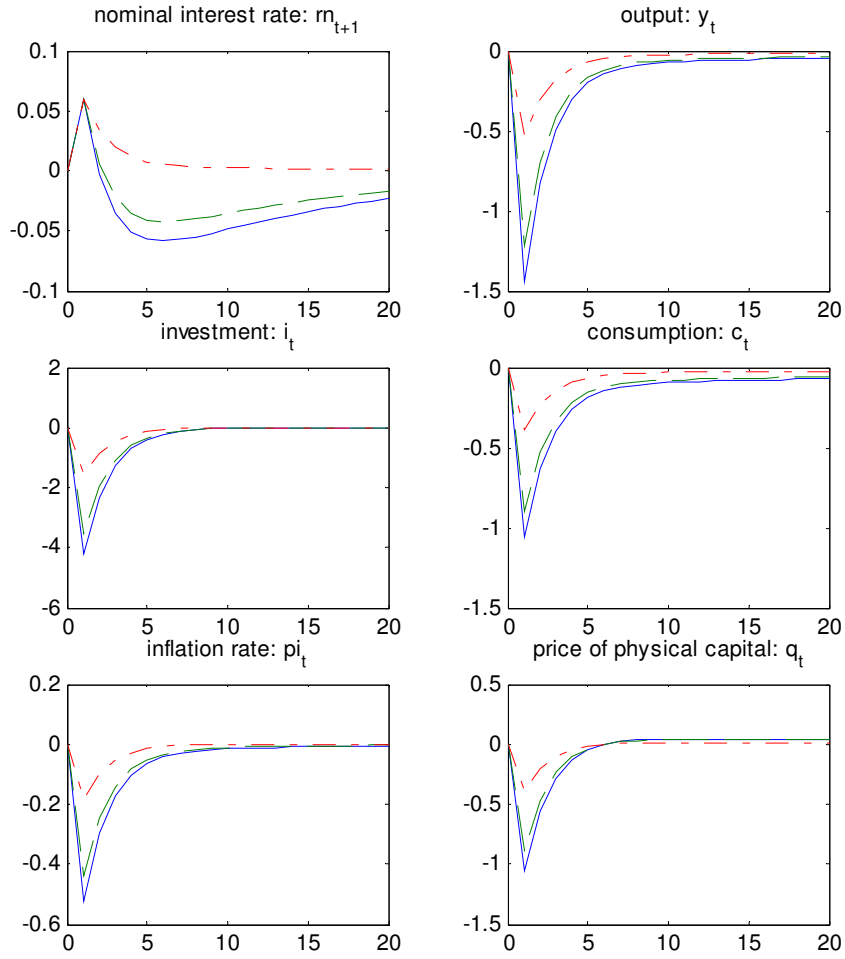 nominal interest rate: rn_{t+1}
0.1
0.05
0
-0.05
-0.1
0 5 10 15 20
output: y_t
0
-0.5
-1
-1.5
0 5 10 15 20
investment: i_t
2
0
-2
-4
-6
0 5 10 15 20
consumption: c_t
0
-0.5
-1
-1.5
0 5 10 15 20
inflation rate: pi_t
0.2
0
-0.2
-0.4
-0.6
0 5 10 15 20
price of physical capital: q_t
0.5
0
-0.5
-1
-1.5
0 5 10 15 20